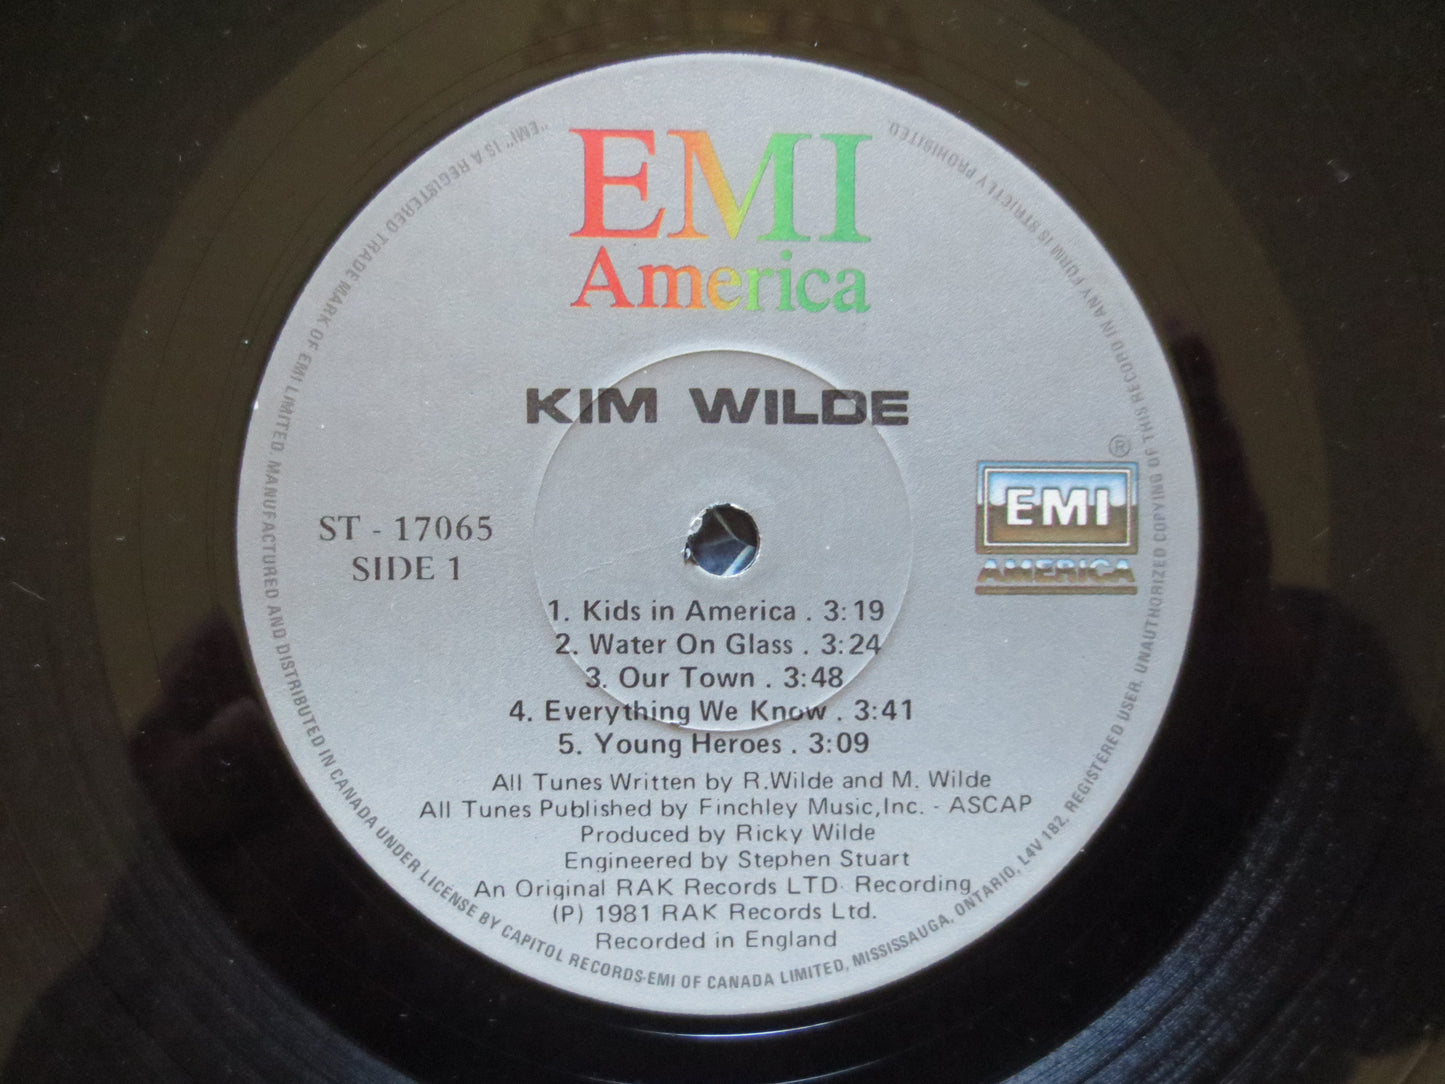 EMI
America
KIM WILDE
®
EMI
AMERICA
ST - 17065
SIDE 1
1. Kids in America . 3:19
2. Water On Glass . 3:24
3. Our Town . 3:48
4. Everything We Know . 3:41
5. Young Heroes . 3:09
All Tunes Written by R.Wilde and M. Wilde
All Tunes Published by Finchley Music,Inc. - ASCAP
Produced by Ricky Wilde
Engineered by Stephen Stuart
An Original RAK Records LTD. Recording
(P) 1981 RAK Records Ltd.
Recorded in England
"EMI" IS A REGISTERED TRADE MARK OF EMI LIMITED. MANUFACTURED AND DISTRIBUTED IN CANADA UNDER LICENSE BY CAPITOL RECORDS-EMI OF CANADA LIMITED, MISSISSAUGA, ONTARIO, L4V 1B2, REGISTERED USER. UNAUTHORIZED COPYING OF THIS RECORD IN ANY FORM IS STRICTLEY PROHIBITED.